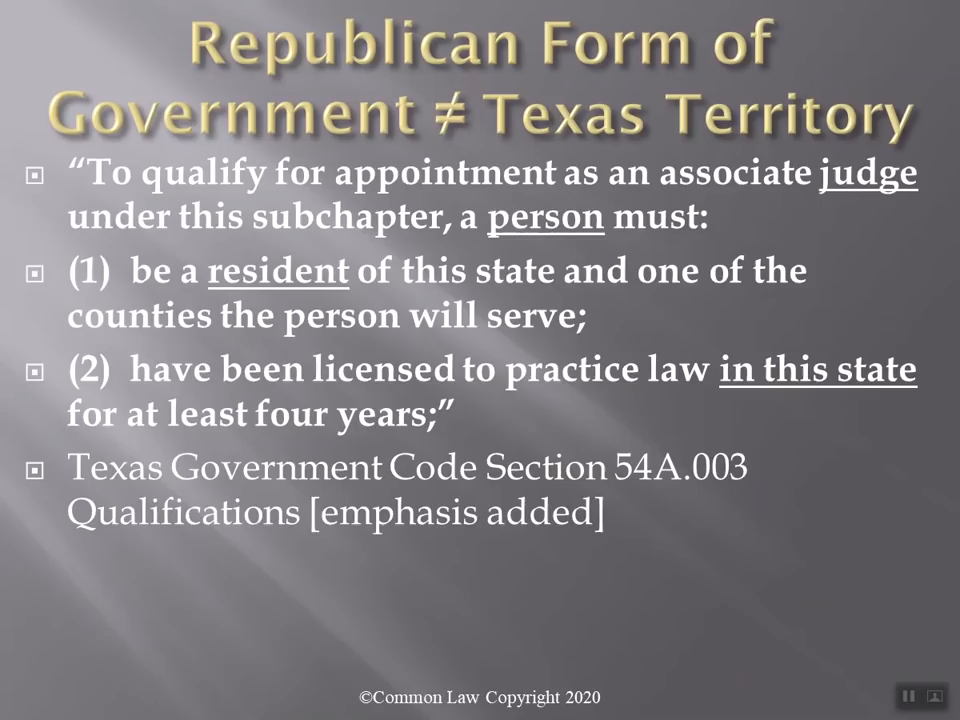 Republican Form of
Government ≠ Texas Territory
“To qualify for appointment as an associate judge
under this subchapter, a person must:
(1)  be a resident of this state and one of the
counties the person will serve;
(2)  have been licensed to practice law in this state
for at least four years;”
Texas Government Code Section 54A.003
Qualifications [emphasis added]
©Common Law Copyright 2020